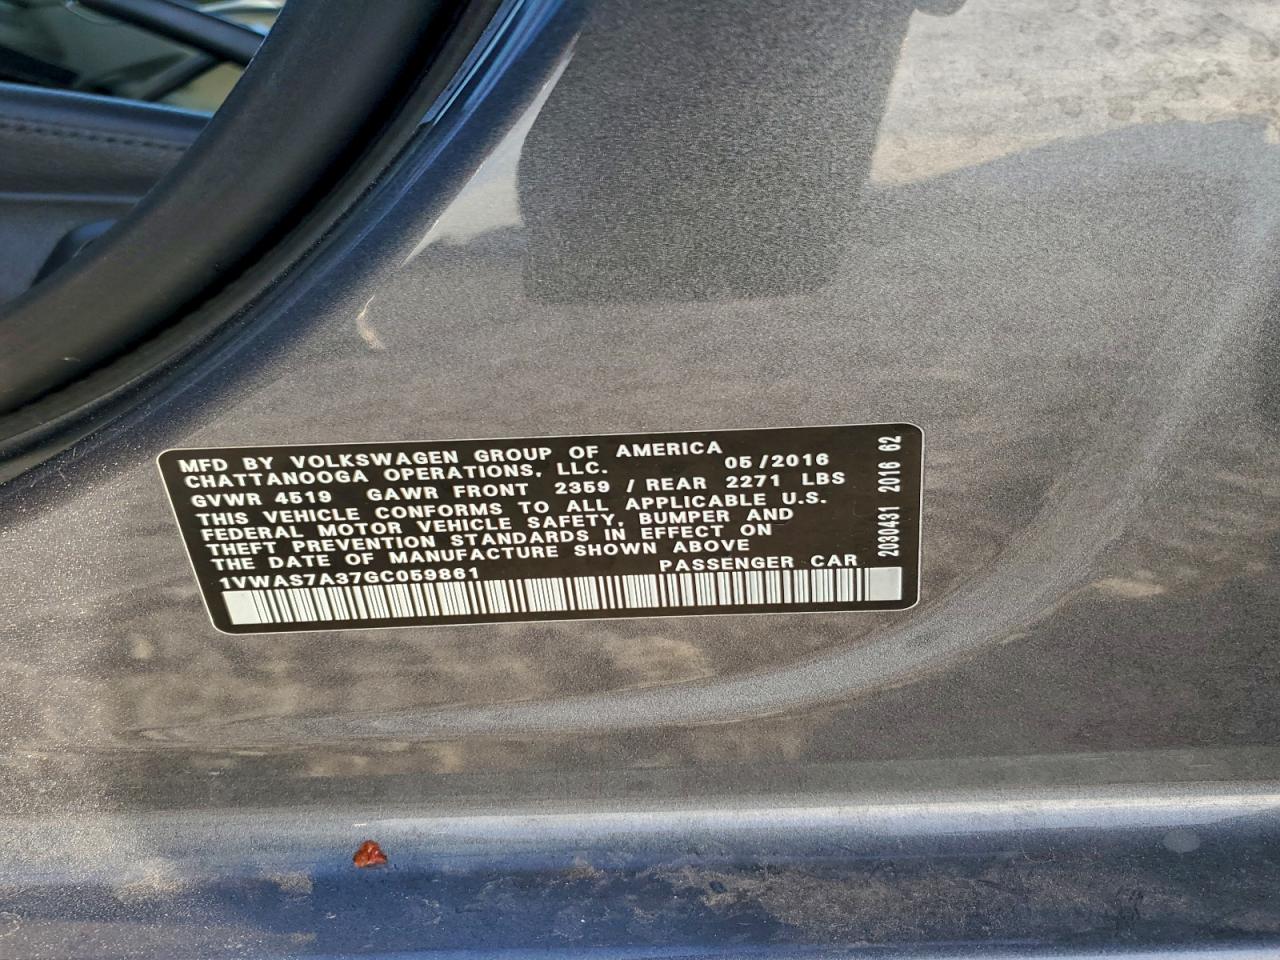 MFD BY VOLKSWAGEN GROUP OF AMERICA
CHATTANOOGA OPERATIONS, LLC. 05/2016
GVWR 4519 GAWR FRONT 2359 / REAR 2271 LBS
THIS VEHICLE CONFORMS TO ALL APPLICABLE U.S.
FEDERAL MOTOR VEHICLE SAFETY, BUMPER AND
THEFT PREVENTION STANDARDS IN EFFECT ON
THE DATE OF MANUFACTURE SHOWN ABOVE
1VWAS7A37GC059861 PASSENGER CAR
2030431 2016 62